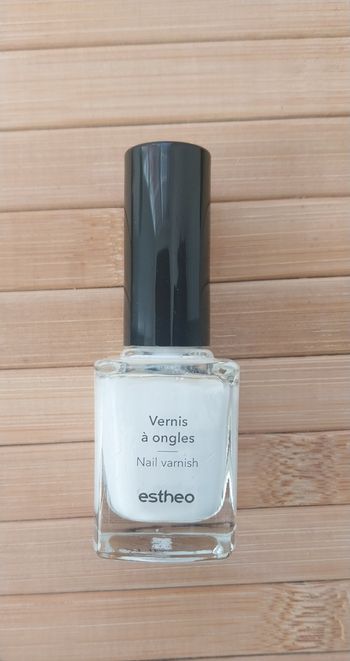 Vernis
à ongles
Nail varnish
estheo